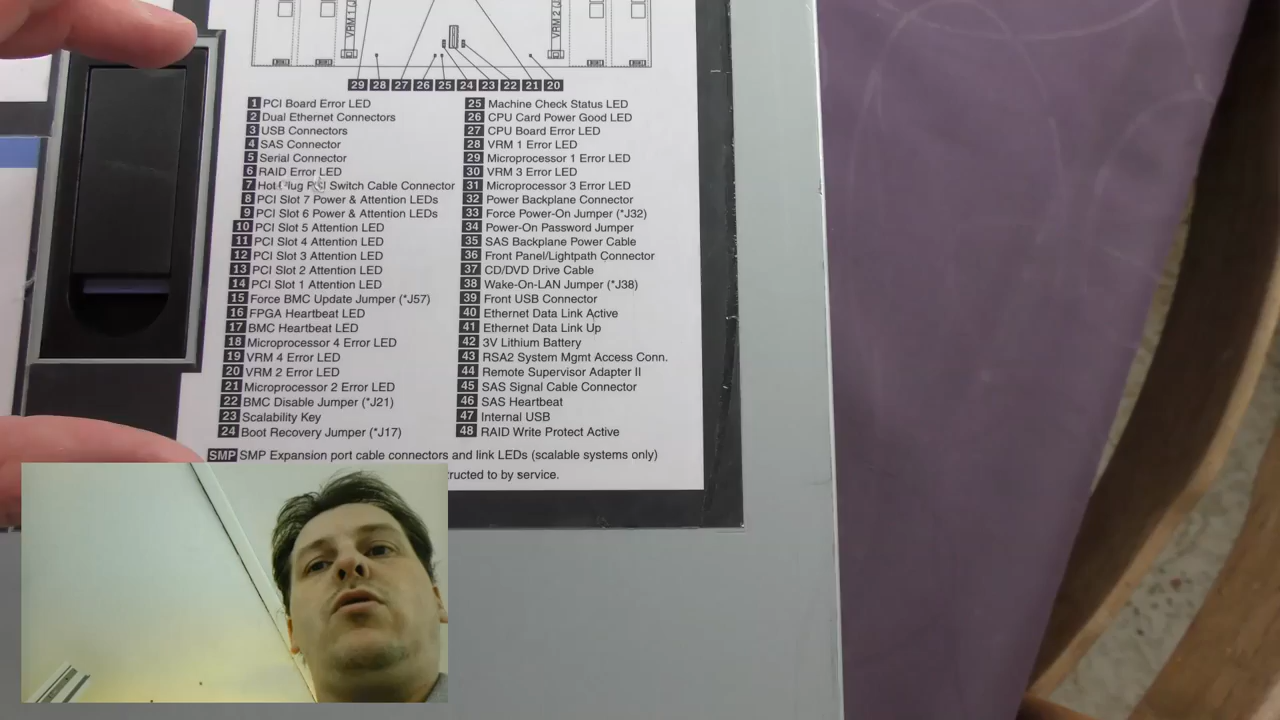 VRM 1
VRM 2
29 28 27 26 25 24 23 22 21 20
1 PCI Board Error LED
2 Dual Ethernet Connectors
3 USB Connectors
4 SAS Connector
5 Serial Connector
6 RAID Error LED
7 Hot Plug PCI Switch Cable Connector
8 PCI Slot 7 Power & Attention LEDs
9 PCI Slot 6 Power & Attention LEDs
10 PCI Slot 5 Attention LED
11 PCI Slot 4 Attention LED
12 PCI Slot 3 Attention LED
13 PCI Slot 2 Attention LED
14 PCI Slot 1 Attention LED
15 Force BMC Update Jumper (*J57)
16 FPGA Heartbeat LED
17 BMC Heartbeat LED
18 Microprocessor 4 Error LED
19 VRM 4 Error LED
20 VRM 2 Error LED
21 Microprocessor 2 Error LED
22 BMC Disable Jumper (*J21)
23 Scalability Key
24 Boot Recovery Jumper (*J17)
25 Machine Check Status LED
26 CPU Card Power Good LED
27 CPU Board Error LED
28 VRM 1 Error LED
29 Microprocessor 1 Error LED
30 VRM 3 Error LED
31 Microprocessor 3 Error LED
32 Power Backplane Connector
33 Force Power-On Jumper (*J32)
34 Power-On Password Jumper
35 SAS Backplane Power Cable
36 Front Panel/Lightpath Connector
37 CD/DVD Drive Cable
38 Wake-On-LAN Jumper (*J38)
39 Front USB Connector
40 Ethernet Data Link Active
41 Ethernet Data Link Up
42 3V Lithium Battery
43 RSA2 System Mgmt Access Conn.
44 Remote Supervisor Adapter II
45 SAS Signal Cable Connector
46 SAS Heartbeat
47 Internal USB
48 RAID Write Protect Active
SMP SMP Expansion port cable connectors and link LEDs (scalable systems only)
ructed to by service.